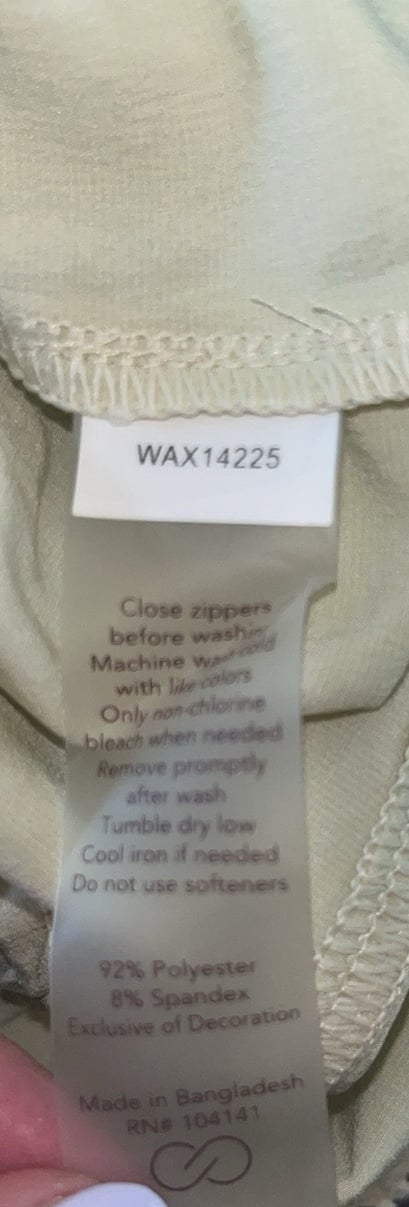 WAX14225
Close zippers
before washin
Machine wash cold
with like colors
Only non-chlorine
bleach when needed
Remove promptly
after wash
Tumble dry low
Cool iron if needed
Do not use softeners
92% Polyester
8% Spandex
Exclusive of Decoration
Made in Bangladesh
RN# 104141